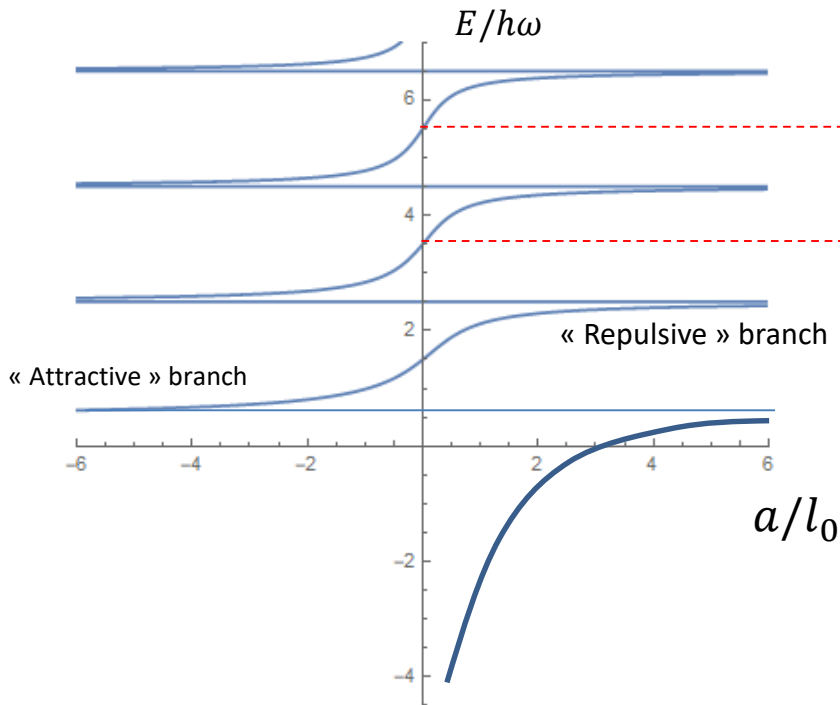 E/hω
6
4
2
« Repulsive » branch
« Attractive » branch
−6 −4 −2 2 4 6
a/l₀
−2
−4